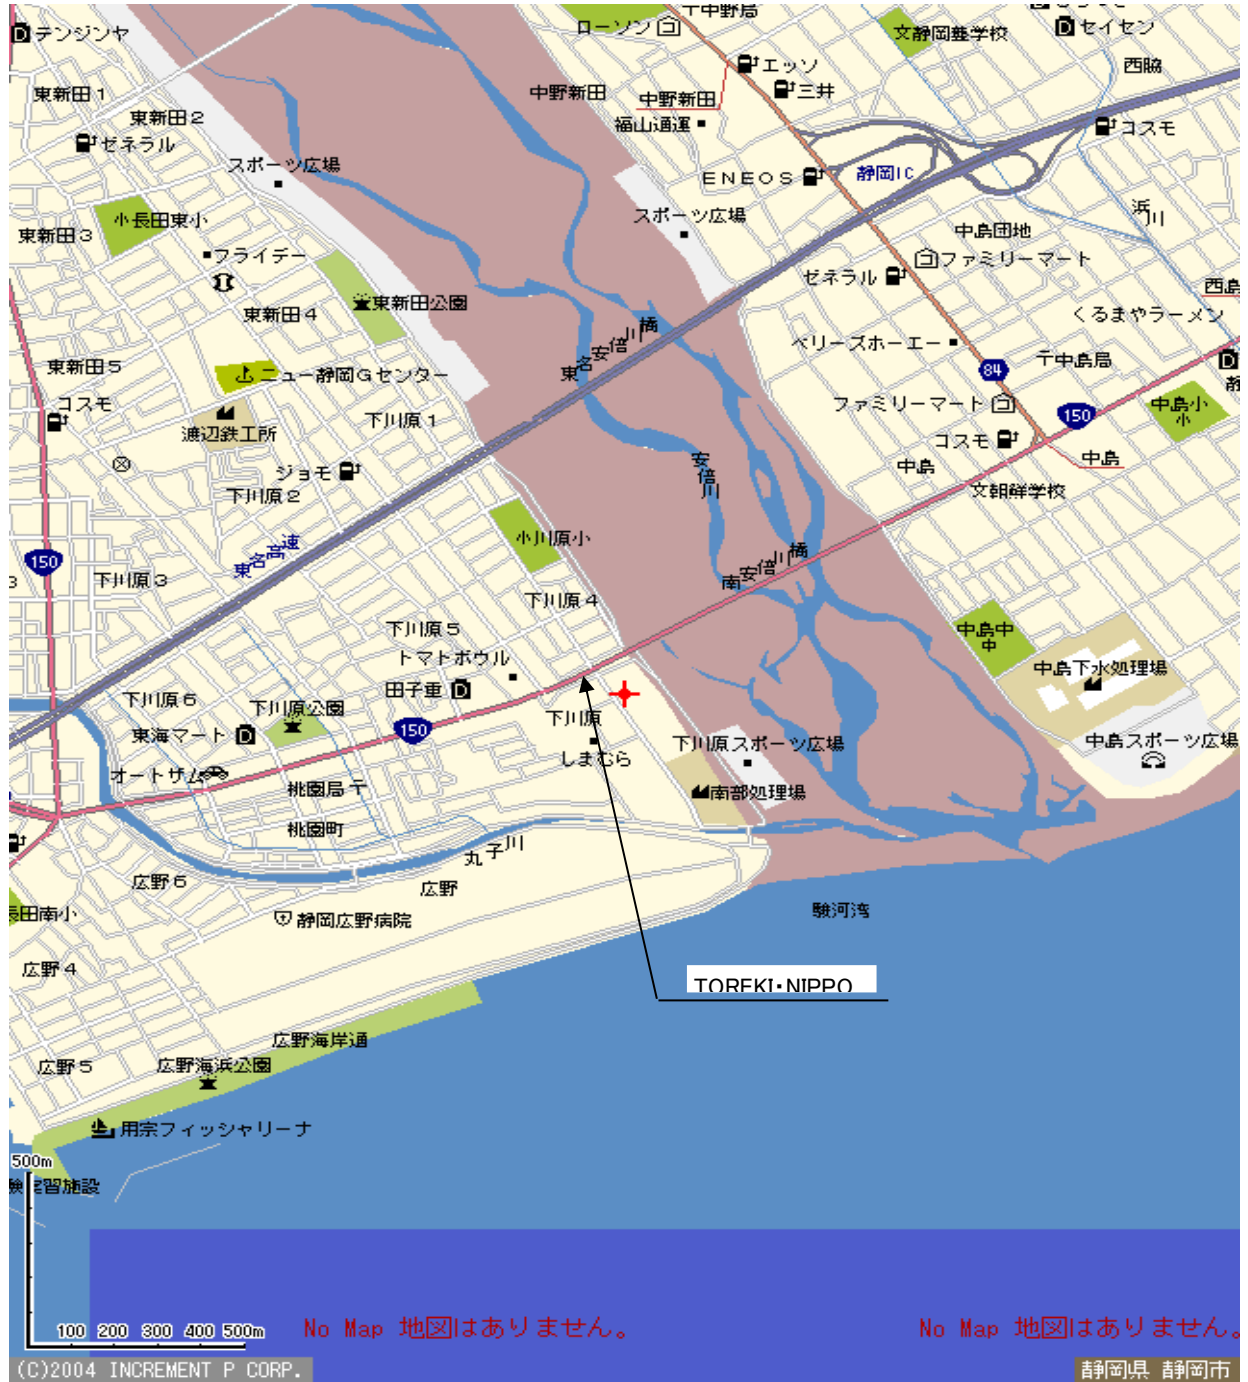 テンジンヤ
ローソン
〒中野局
文静岡聾学校
セイセン
西脇
エッソ
三井
東新田1
東新田2
中野新田
中野新田
福山通運
コスモ
ゼネラル
スポーツ広場
ENEOS
静岡IC
浜川
小長田東小
スポーツ広場
東新田3
中島団地
フライデー
ファミリーマート
ゼネラル
西島
東新田公園
東新田4
くるまやラーメン
東名安倍川橋
ベリーズホーエー
〒中島局
東新田5
ニュー静岡Gセンター
84
静
コスモ
下川原1
ファミリーマート
150
中島小
小
渡辺鉄工所
コスモ
中島
中島
安倍川
ジョモ
下川原2
文朝鮮学校
小川原小
東名高速
南安倍川橋
150
3
下川原3
下川原4
下川原5
中島中
中
トマトボウル
中島下水処理場
田子重
下川原6
下川原公園
下川原
150
東海マート
下川原スポーツ広場
中島スポーツ広場
しまむら
オートザム
桃園局〒
南部処理場
桃園町
丸子川
広野6
広野
長田南小
静岡広野病院
駿河湾
広野4
TOREKI・NIPPO
広野海岸通
広野5
広野海浜公園
用宗フィッシャリーナ
500m
験実習施設
100 200 300 400 500m
No Map 地図はありません。
No Map 地図はありません。
(C)2004 INCREMENT P CORP.
静岡県 静岡市